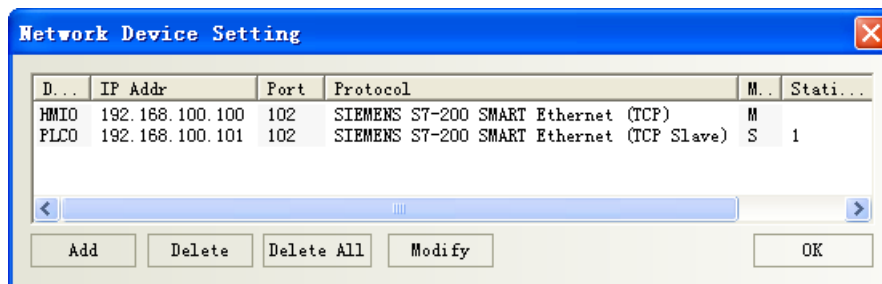 Network Device Setting
D... IP Addr Port Protocol M.. Stati...
HMI0 192.168.100.100 102 SIEMENS S7-200 SMART Ethernet (TCP) M
PLC0 192.168.100.101 102 SIEMENS S7-200 SMART Ethernet (TCP Slave) S 1
Add Delete Delete All Modify OK